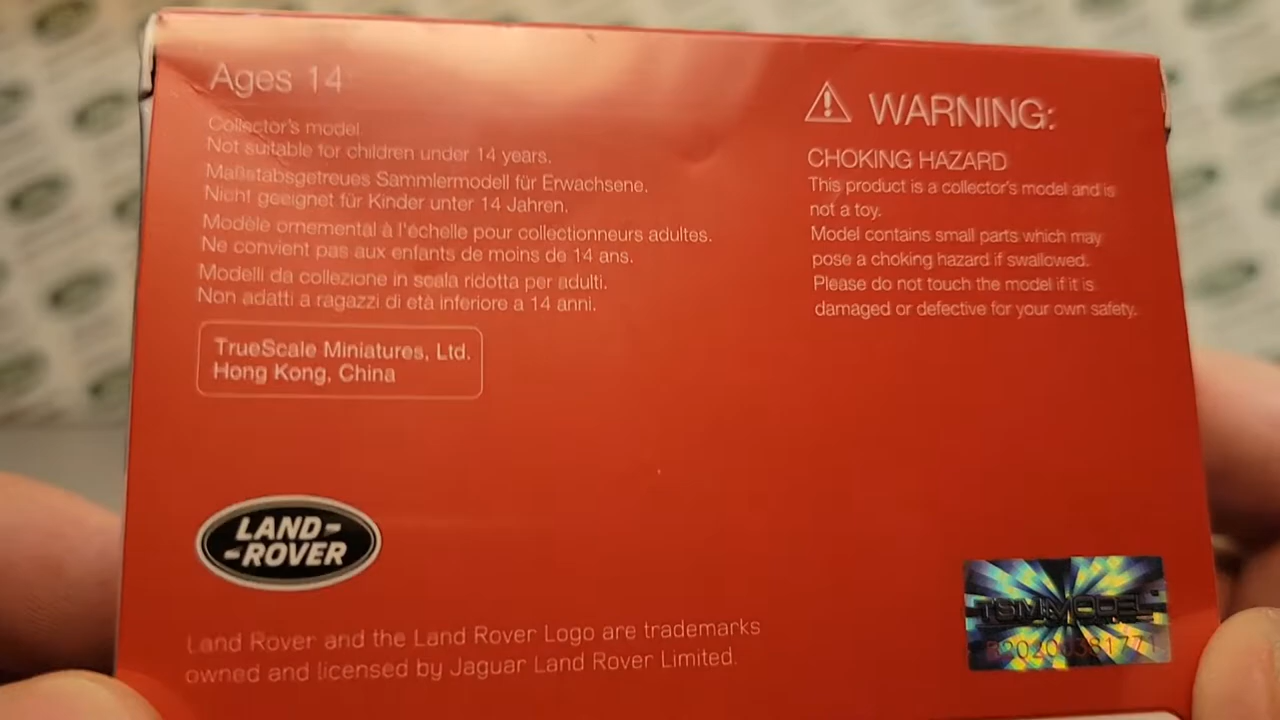 Ages 14
Collector's model.
Not suitable for children under 14 years.
Maßstabsgetreues Sammlermodell für Erwachsene.
Nicht geeignet für Kinder unter 14 Jahren.
Modèle ornemental à l'échelle pour collectionneurs adultes.
Ne convient pas aux enfants de moins de 14 ans.
Modelli da collezione in scala ridotta per adulti.
Non adatti a ragazzi di età inferiore a 14 anni.
TrueScale Miniatures, Ltd.
Hong Kong, China
WARNING:
CHOKING HAZARD
This product is a collector's model and is
not a toy.
Model contains small parts which may
pose a choking hazard if swallowed.
Please do not touch the model if it is
damaged or defective for your own safety.
LAND-
-ROVER
Land Rover and the Land Rover Logo are trademarks
owned and licensed by Jaguar Land Rover Limited.
TSM MODEL